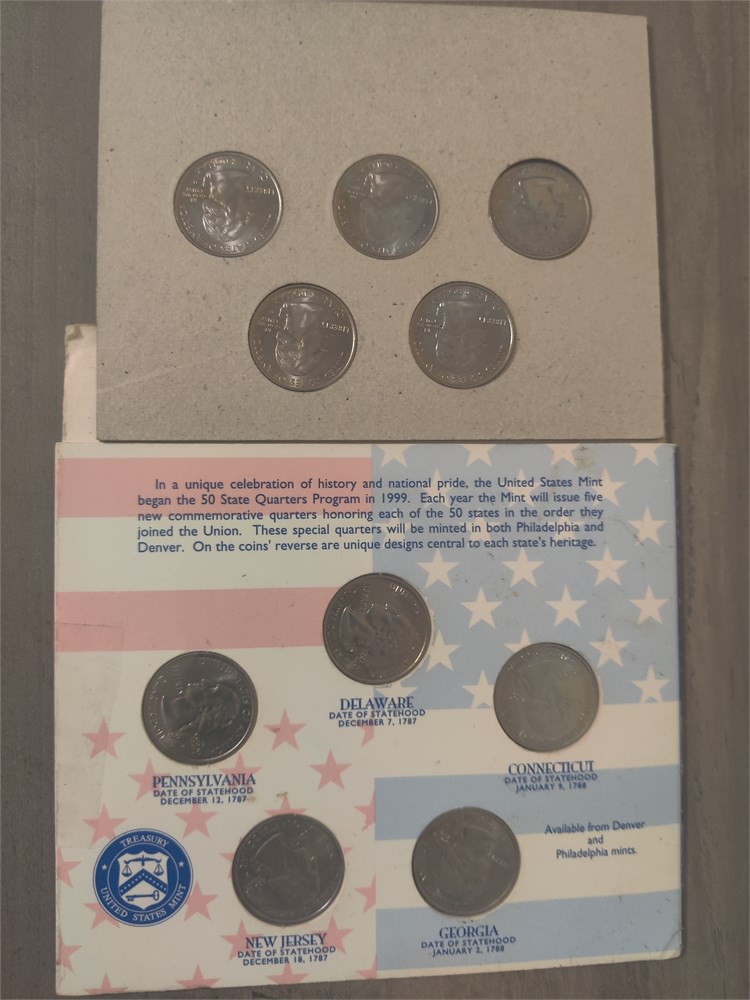 LIBERTY
LIBERTY
LIBERTY
In a unique celebration of history and national pride, the United States Mint
began the 50 State Quarters Program in 1999. Each year the Mint will issue five
new commemorative quarters honoring each of the 50 states in the order they
joined the Union. These special quarters will be minted in both Philadelphia and
Denver. On the coins' reverse are unique designs central to each state's heritage.
DELAWARE
DATE OF STATEHOOD
DECEMBER 7, 1787
PENNSYLVANIA
DATE OF STATEHOOD
DECEMBER 12, 1787
CONNECTICUT
DATE OF STATEHOOD
JANUARY 9, 1788
Available from Denver
and
Philadelphia mints.
TREASURY
UNITED STATES MINT
NEW JERSEY
DATE OF STATEHOOD
DECEMBER 18, 1787
GEORGIA
DATE OF STATEHOOD
JANUARY 2, 1788